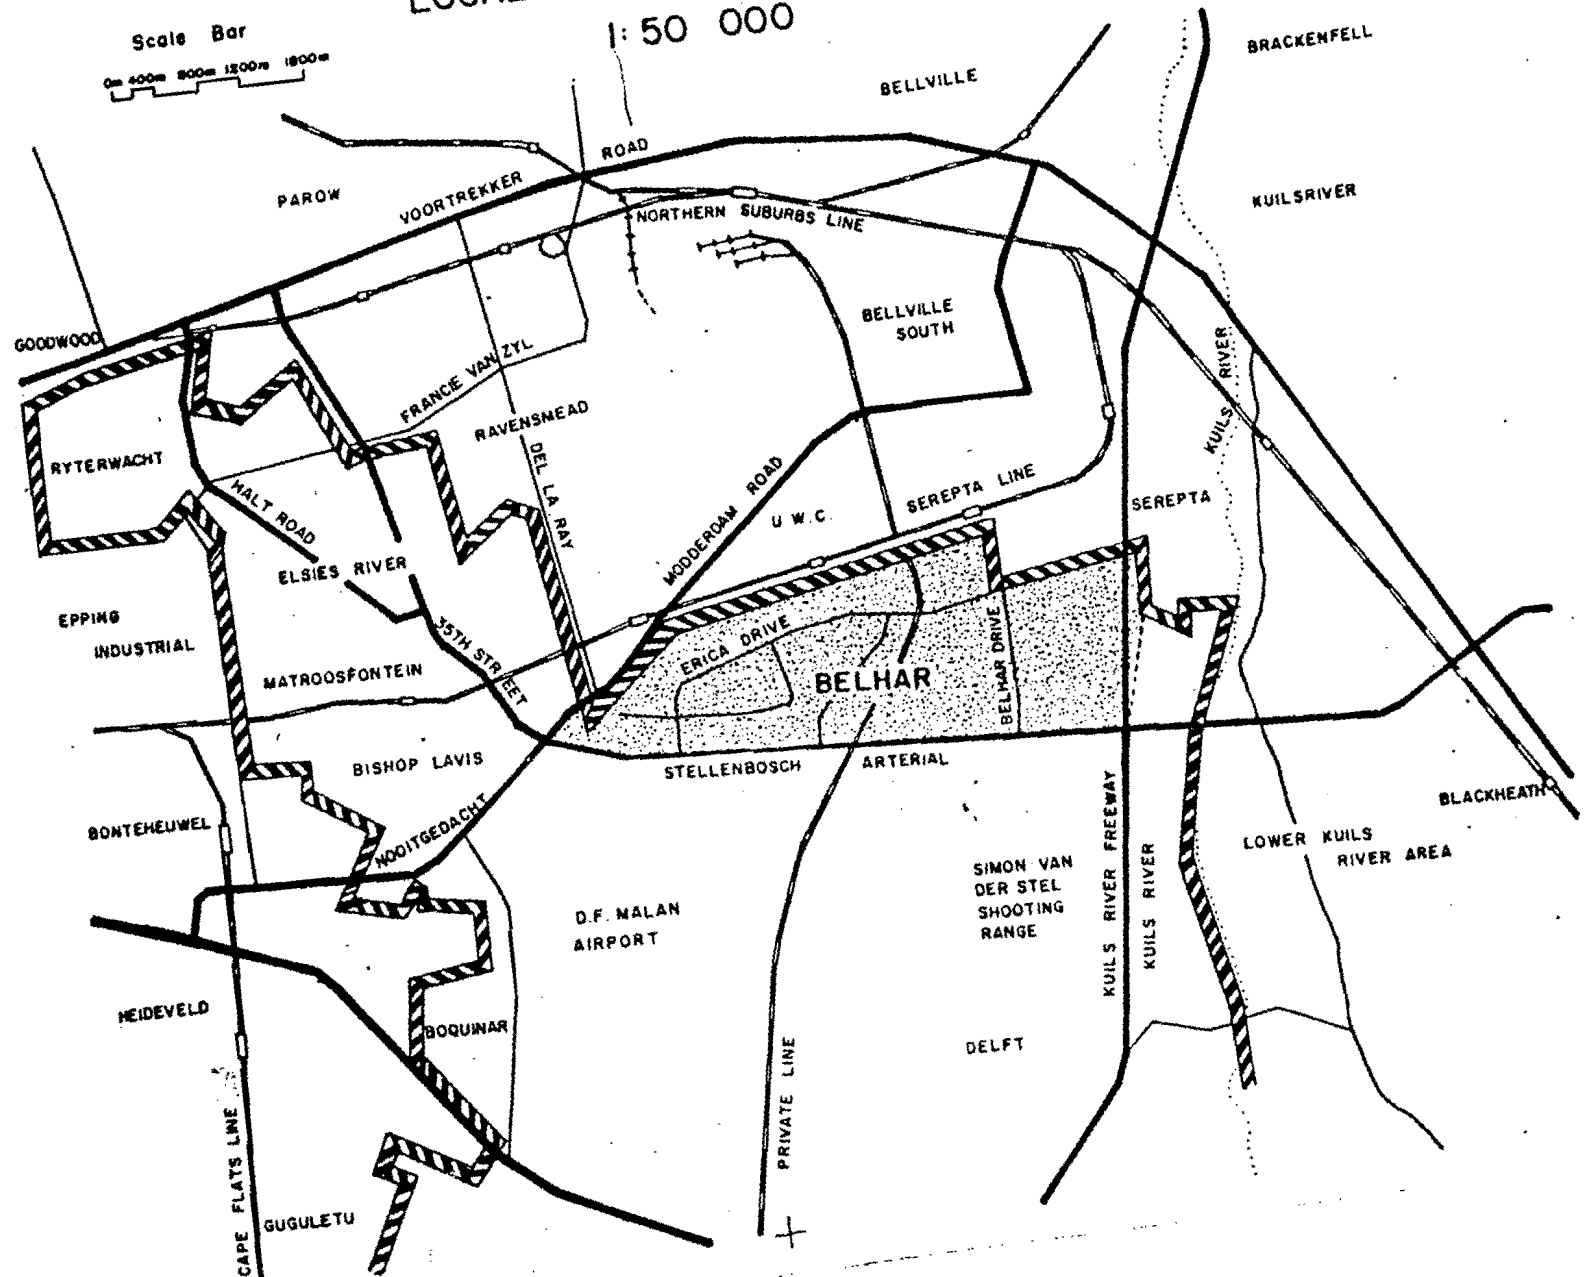 1:50 000
Scale Bar
0m 400m 800m 1200m 1800m
BRACKENFELL
BELLVILLE
ROAD
PAROW
VOORTREKKER
KUILSRIVER
NORTHERN SUBURBS LINE
GOODWOOD
BELLVILLE
SOUTH
FRANCIE VAN ZYL
RIVER
KUILS
RAVENSMEAD
RYTERWACHT
DEL LA RAY
HALT ROAD
MODDERDAM ROAD
U.W.C.
SEREPTA LINE
SEREPTA
ELSIES RIVER
EPPING
INDUSTRIAL
35TH STREET
ERICA DRIVE
MATROOSFONTEIN
BELHAR
BELHAR DRIVE
BISHOP LAVIS
STELLENBOSCH ARTERIAL
BLACKHEATH
BONTEHEUWEL
NOOITGEDACHT
LOWER KUILS
RIVER AREA
SIMON VAN
DER STEL
SHOOTING
RANGE
KUILS RIVER FREEWAY
KUILS RIVER
D.F. MALAN
AIRPORT
HEIDEVELD
BOQUINAR
DELFT
PRIVATE LINE
CAPE FLATS LINE
GUGULETU